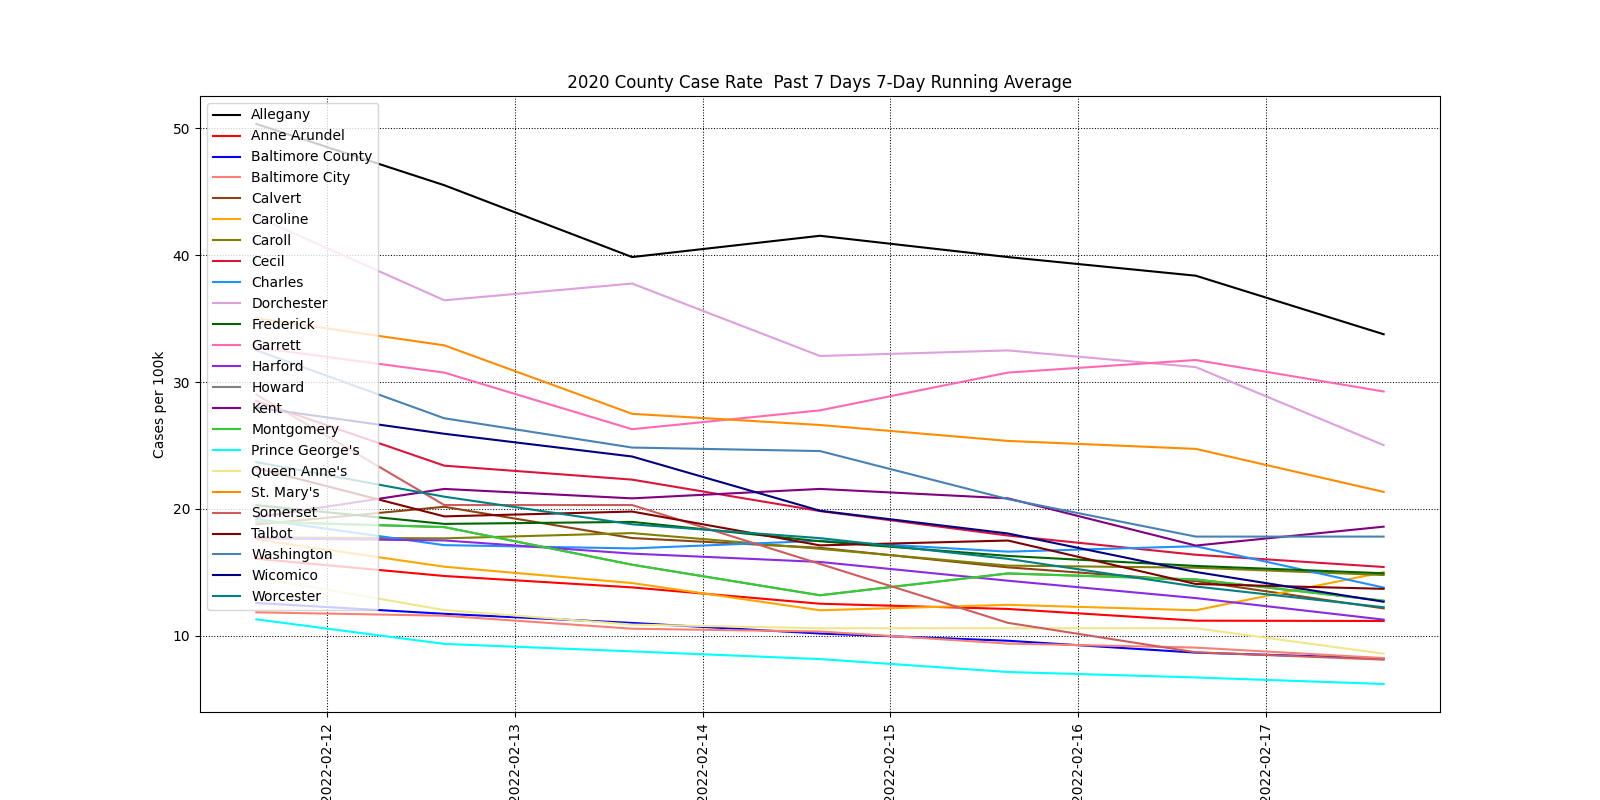 2020 County Case Rate  Past 7 Days 7-Day Running Average
Cases per 100k
50
40
30
20
10
Allegany
Anne Arundel
Baltimore County
Baltimore City
Calvert
Caroline
Caroll
Cecil
Charles
Dorchester
Frederick
Garrett
Harford
Howard
Kent
Montgomery
Prince George's
Queen Anne's
St. Mary's
Somerset
Talbot
Washington
Wicomico
Worcester
2022-02-12
2022-02-13
2022-02-14
2022-02-15
2022-02-16
2022-02-17